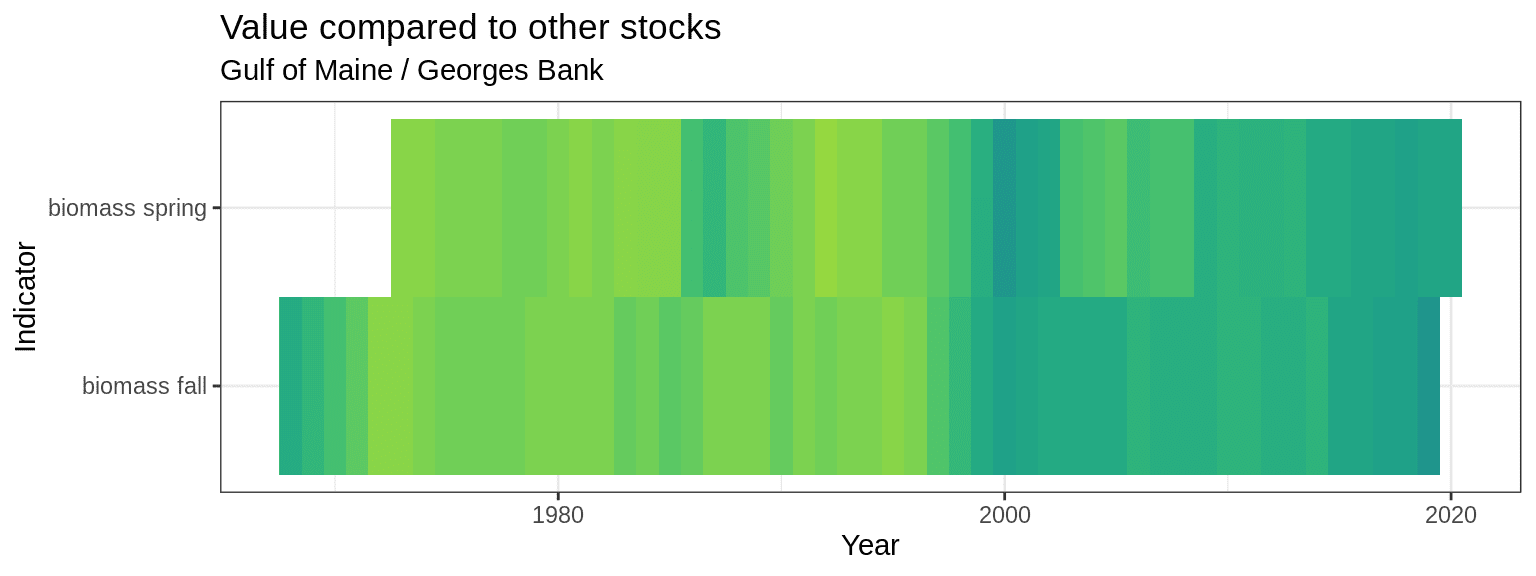 Value compared to other stocks
Gulf of Maine / Georges Bank
Indicator
biomass spring
biomass fall
1980 2000 2020
Year